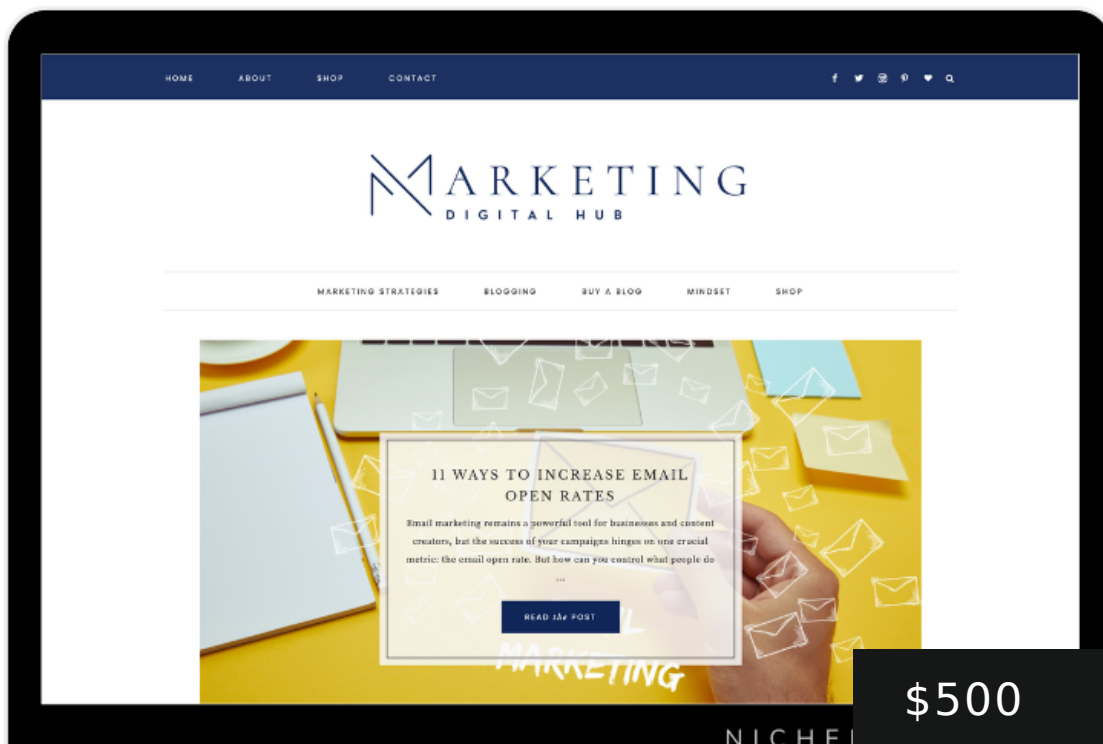 HOME ABOUT SHOP CONTACT
MARKETING
DIGITAL HUB
MARKETING STRATEGIES BLOGGING BUY A BLOG MINDSET SHOP
11 WAYS TO INCREASE EMAIL
OPEN RATES
Email marketing remains a powerful tool for businesses and content
creators, but the success of your campaigns hinges on one crucial
metric: the email open rate. But how can you control what people do
...
READ the POST
MARKETING
$500